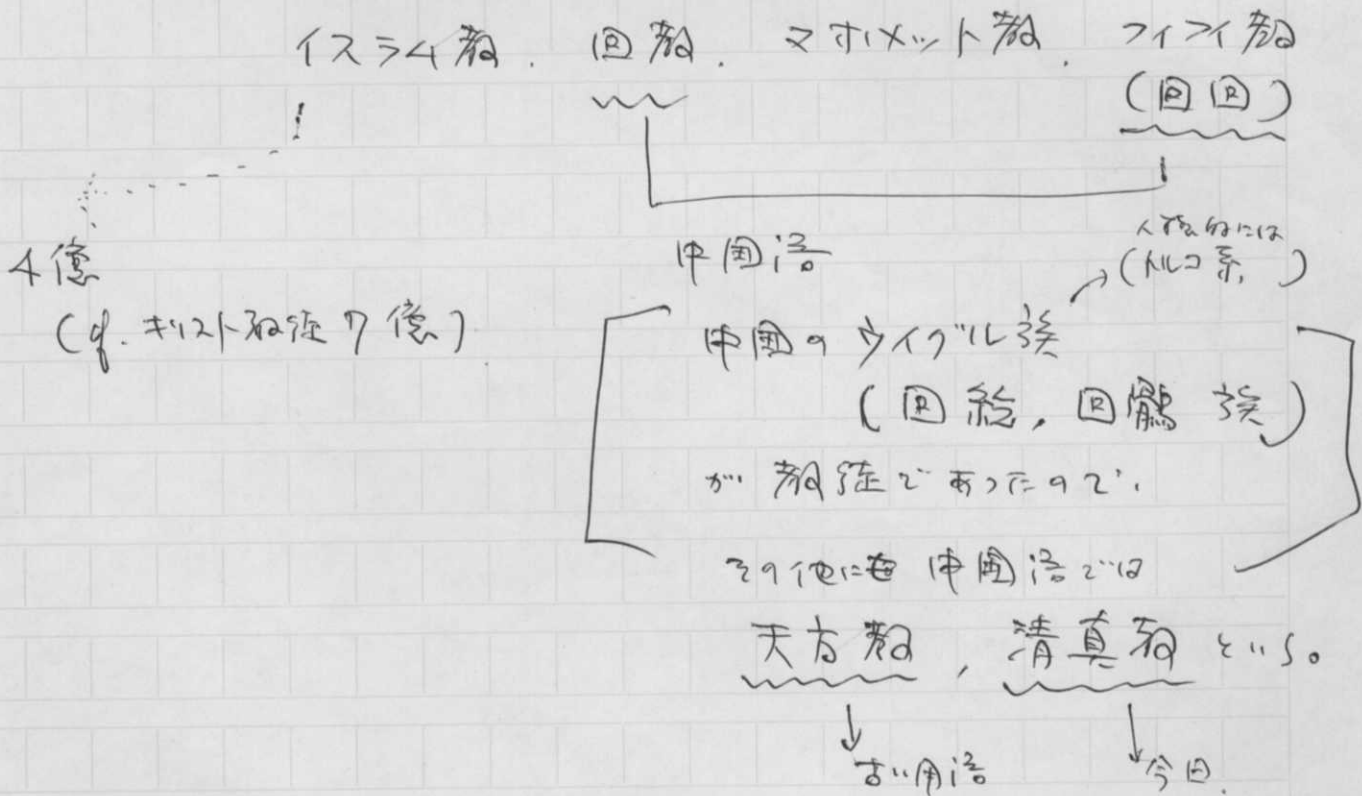 イスラム教. 回教. マホメット教. フイフイ教
(回回)
人種的には
(トルコ系)
4億
(cf. キリスト教徒7億)
中国語
中国のウイグル族
(回紇, 回鶻族)
が教徒であったので.
その他にも中国語では
天方教, 清真教という。
古い用語 今日.